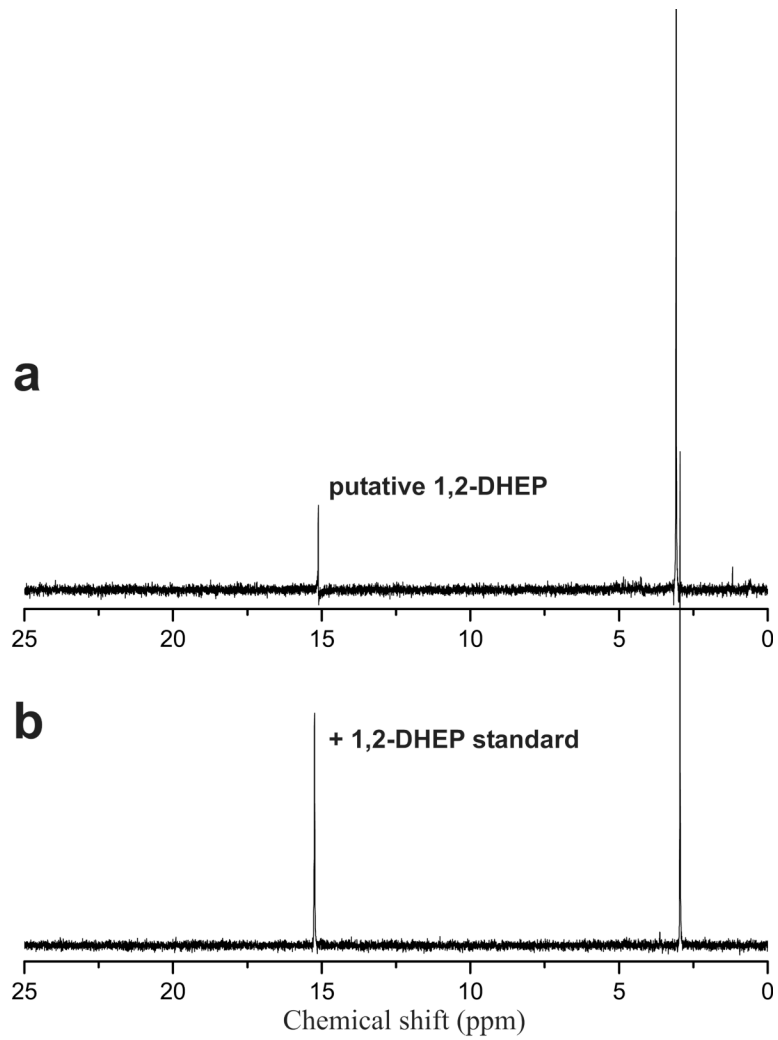 a
putative 1,2-DHEP
25 20 15 10 5 0
b
+ 1,2-DHEP standard
25 20 15 10 5 0
Chemical shift (ppm)